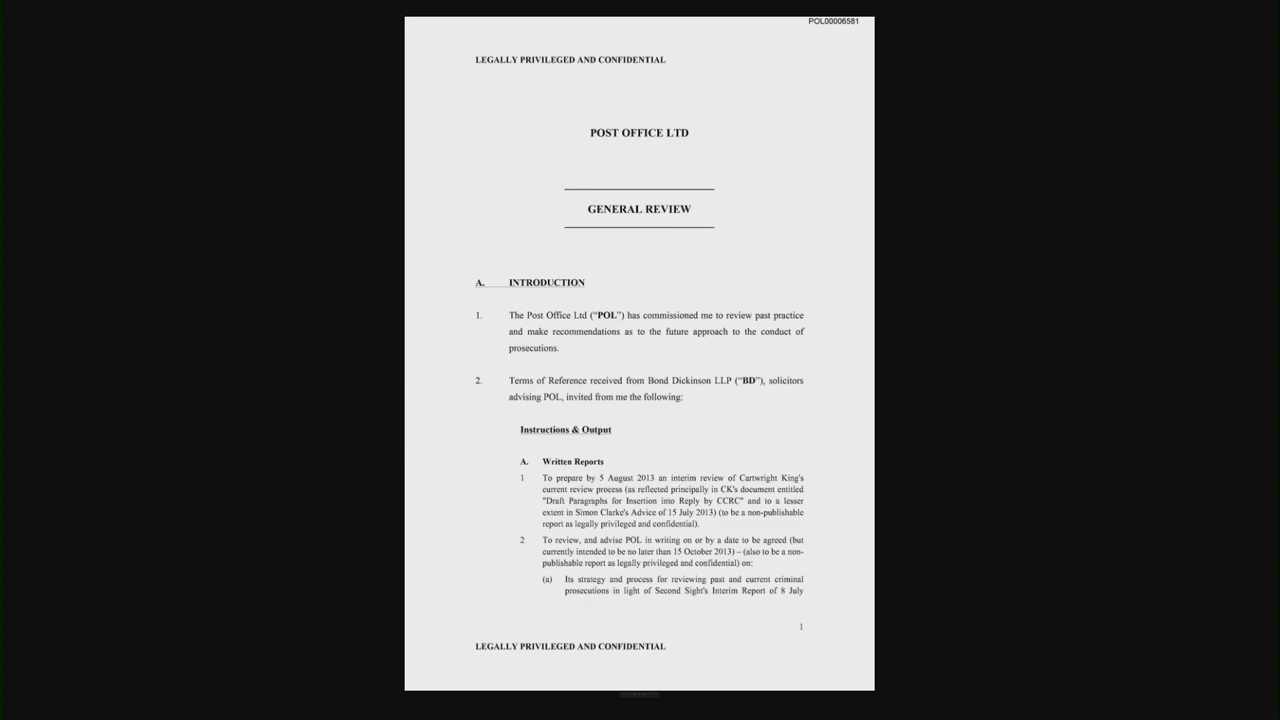 POL00006581
LEGALLY PRIVILEGED AND CONFIDENTIAL
POST OFFICE LTD
GENERAL REVIEW
A. INTRODUCTION
1. The Post Office Ltd (“POL”) has commissioned me to review past practice
and make recommendations as to the future approach to the conduct of
prosecutions.
2. Terms of Reference received from Bond Dickinson LLP (“BD”), solicitors
advising POL, invited from me the following:
Instructions & Output
A. Written Reports
1 To prepare by 5 August 2013 an interim review of Cartwright King's
current review process (as reflected principally in CK's document entitled
"Draft Paragraphs for Insertion into Reply by CCRC" and to a lesser
extent in Simon Clarke's Advice of 15 July 2013) (to be a non-publishable
report as legally privileged and confidential).
2 To review, and advise POL in writing on or by a date to be agreed (but
currently intended to be no later than 15 October 2013) – (also to be a non-
publishable report as legally privileged and confidential) on:
(a) Its strategy and process for reviewing past and current criminal
prosecutions in light of Second Sight's Interim Report of 8 July
1
LEGALLY PRIVILEGED AND CONFIDENTIAL